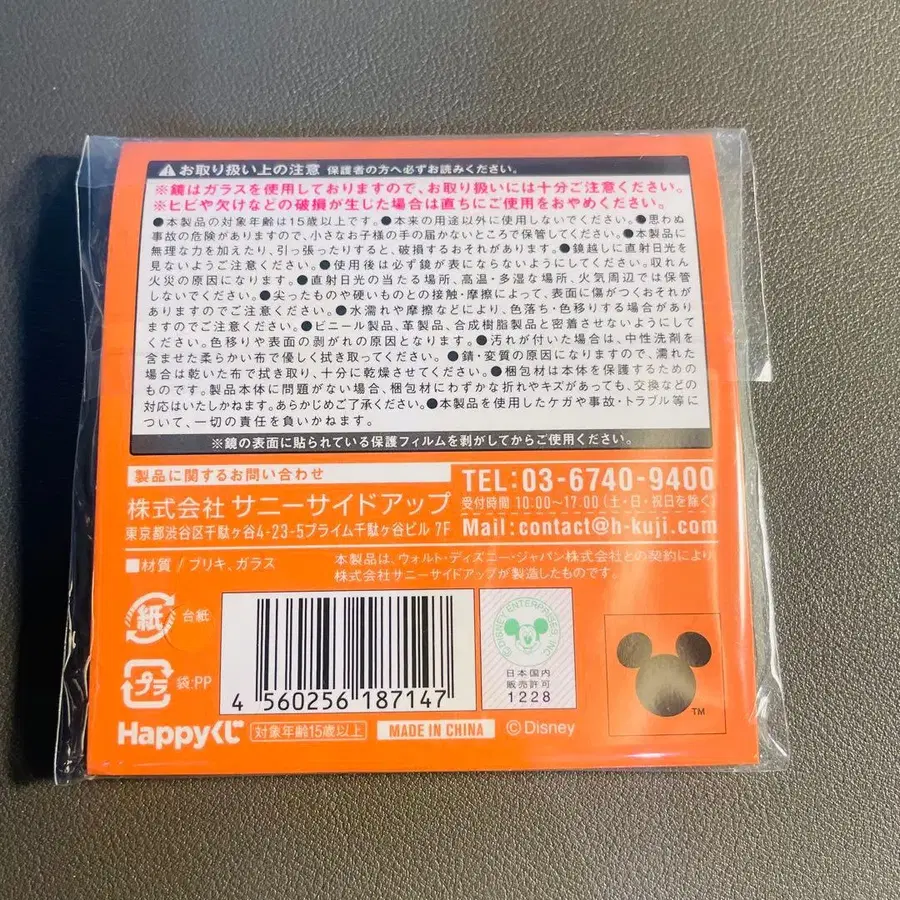 お取り扱い上の注意 保護者の方へ必ずお読みください。
※鏡はガラスを使用しておりますので、お取り扱いには十分ご注意ください。
※ヒビや欠けなどの破損が生じた場合は直ちにご使用をおやめください。
●本製品の対象年齢は15歳以上です。●本来の用途以外に使用しないでください。●思わぬ
事故の危険がありますので、小さなお子様の手の届かないところで保管してください。●本製品に
無理な力を加えたり、引っ張ったりすると、破損するおそれがあります。●鏡越しに直射日光を
見ないようご注意ください。●使用後は必ず鏡が表にならないようにしてください。収れん
火災の原因になります。●直射日光の当たる場所、高温・多湿な場所、火気周辺では保管
しないでください。●尖ったものや硬いものとの接触・摩擦によって、表面に傷がつくおそれが
ありますのでご注意ください。●水濡れや摩擦などにより、色落ち・色移りする場合があり
ますのでご注意ください。●ビニール製品、革製品、合成樹脂製品と密着させないようにして
ください。色移りや表面の剥がれの原因となります。●汚れが付いた場合は、中性洗剤を
含ませた柔らかい布で優しく拭き取ってください。●錆・変質の原因になりますので、濡れた
場合は乾いた布で拭き取り、十分に乾燥させてください。●梱包材は本体を保護するための
ものです。製品本体に問題がない場合、梱包材にわずかな折れやキズがあっても、交換などの
対応はいたしかねます。あらかじめご了承ください。●本製品を使用したケガや事故・トラブル等に
ついて、一切の責任を負いかねます。
※鏡の表面に貼られている保護フィルムを剥がしてからご使用ください。
製品に関するお問い合わせ
株式会社 サニーサイドアップ
東京都渋谷区千駄ヶ谷4-23-5プライム千駄ヶ谷ビル 7F
TEL:03-6740-9400
受付時間 10:00~17:00 (土・日・祝日を除く)
Mail:contact@h-kuji.com
■材質/ブリキ、ガラス
本製品は、ウォルト・ディズニー・ジャパン株式会社との契約により
株式会社サニーサイドアップが製造したものです。
紙
台紙
プラ
袋:PP
4 560256 187147
©DISNEY ENTERPRISES, INC.
日本国内
販売許可
1228
TM
Happyくじ
対象年齢15歳以上
MADE IN CHINA
©Disney